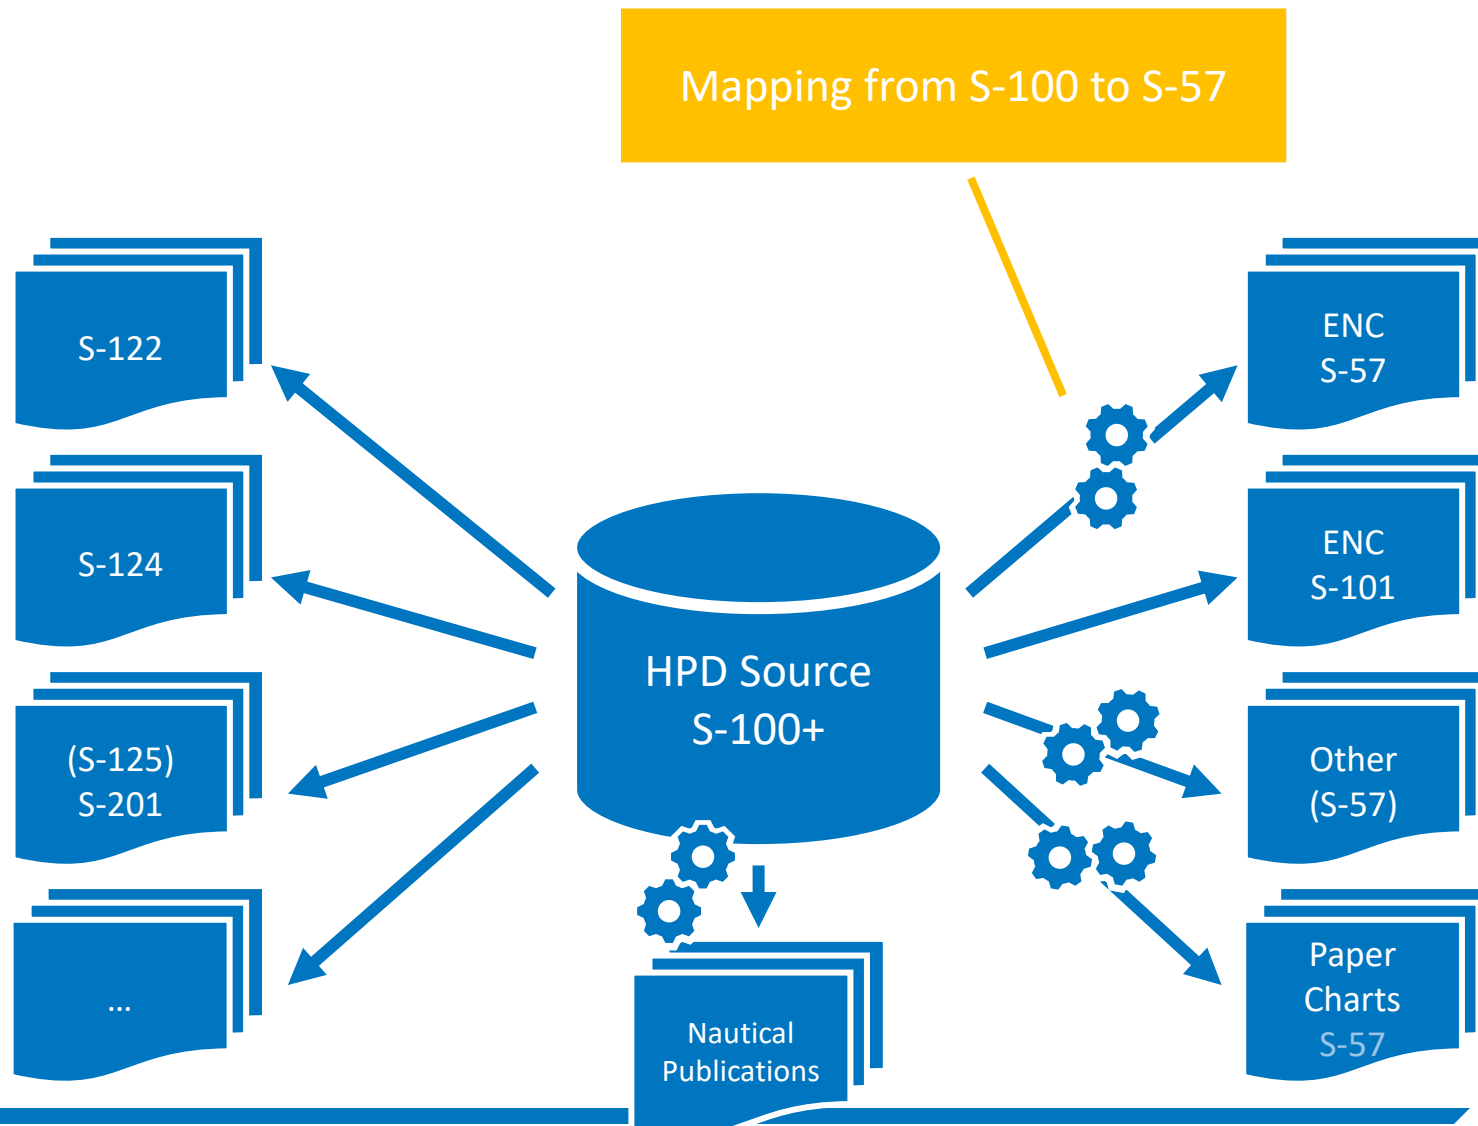 Mapping from S-100 to S-57
S-122
S-124
(S-125)
S-201
...
HPD Source
S-100+
Nautical
Publications
ENC
S-57
ENC
S-101
Other
(S-57)
Paper
Charts
S-57